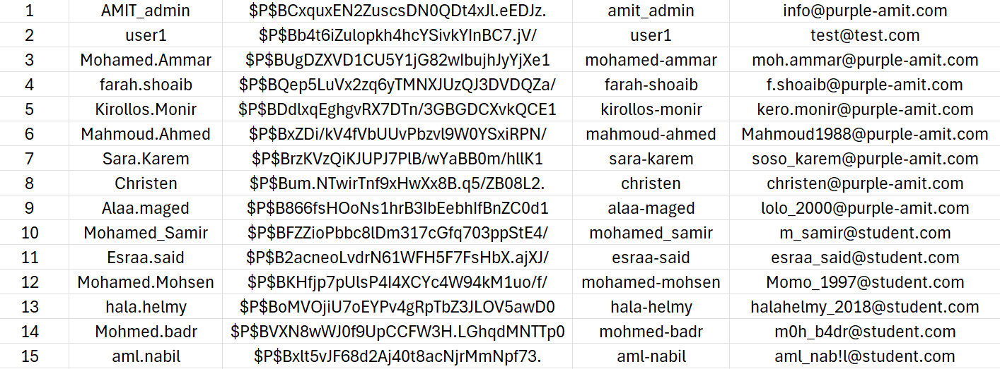 1 AMIT_admin $P$BCxquxEN2ZuscsDN0QDt4xJl.eEDJz. amit_admin info@purple-amit.com
2 user1 $P$Bb4t6iZulopkh4hcYSivkYInBC7.jV/ user1 test@test.com
3 Mohamed.Ammar $P$BUgDZXVD1CU5Y1jG82wIbujhJyYjXe1 mohamed-ammar moh.ammar@purple-amit.com
4 farah.shoaib $P$BQep5LuVx2zq6yTMNXJUzQJ3DVDQZa/ farah-shoaib f.shoaib@purple-amit.com
5 Kirollos.Monir $P$BDdlxqEghgvRX7DTn/3GBGDCXvkQCE1 kirollos-monir kero.monir@purple-amit.com
6 Mahmoud.Ahmed $P$BxZDi/kV4fVbUUvPbzvl9W0YSxiRPN/ mahmoud-ahmed Mahmoud1988@purple-amit.com
7 Sara.Karem $P$BrzKVzQiKJUPJ7PlB/wYaBB0m/hllK1 sara-karem soso_karem@purple-amit.com
8 Christen $P$Bum.NTwirTnf9xHwXx8B.q5/ZB08L2. christen christen@purple-amit.com
9 Alaa.maged $P$B866fsHOoNs1hrB3IbEebhIfBnZC0d1 alaa-maged lolo_2000@purple-amit.com
10 Mohamed_Samir $P$BFZZioPbbc8lDm317cGfq703ppStE4/ mohamed_samir m_samir@student.com
11 Esraa.said $P$B2acneoLvdrN61WFH5F7FsHbX.ajXJ/ esraa-said esraa_said@student.com
12 Mohamed.Mohsen $P$BKHfjp7pUlsP4I4XCYc4W94kM1uo/f/ mohamed-mohsen Momo_1997@student.com
13 hala.helmy $P$BoMVOjiU7oEYPv4gRpTbZ3JLOV5awD0 hala-helmy halahelmy_2018@student.com
14 Mohmed.badr $P$BVXN8wWJ0f9UpCCFW3H.LGhqdMNTTp0 mohmed-badr m0h_b4dr@student.com
15 aml.nabil $P$Bxlt5vJF68d2Aj40t8acNjrMmNpf73. aml-nabil aml_nab!l@student.com